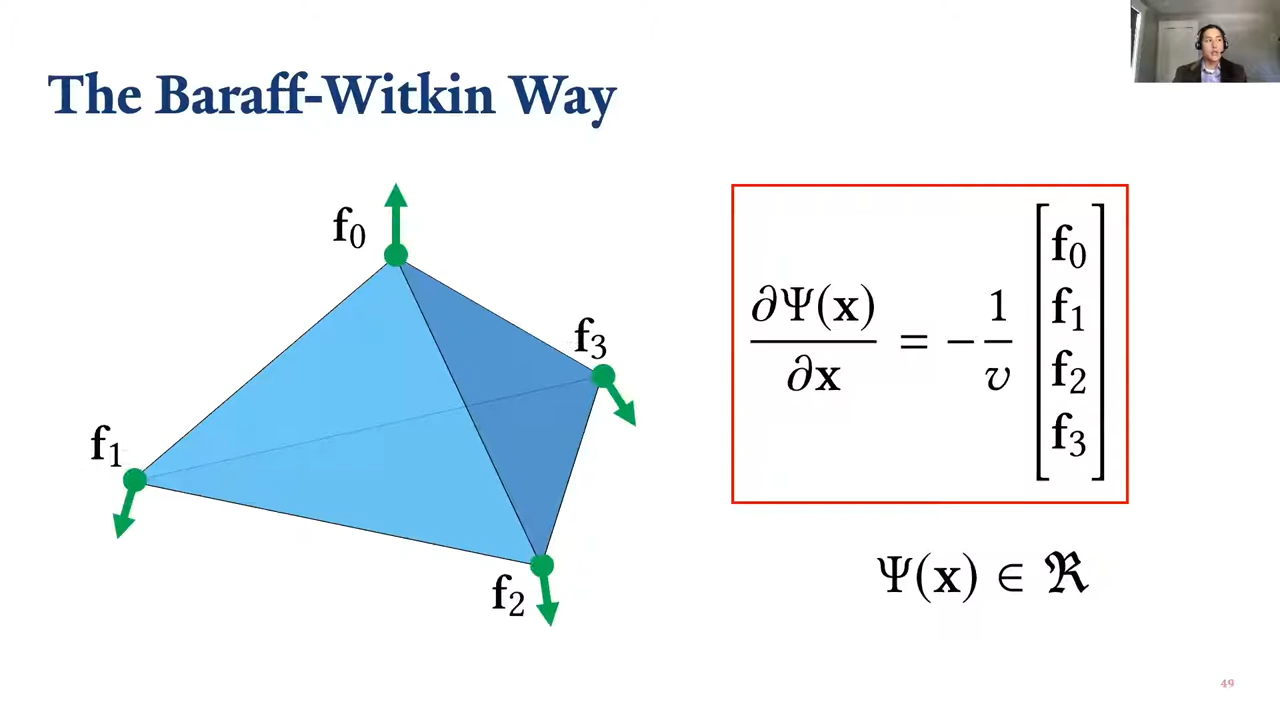 The Baraff-Witkin Way
f₀
f₃
f₁
f₂
∂Ψ(𝐱)/∂𝐱 = −1/v [f₀ f₁ f₂ f₃]
Ψ(𝐱) ∈ ℜ
49